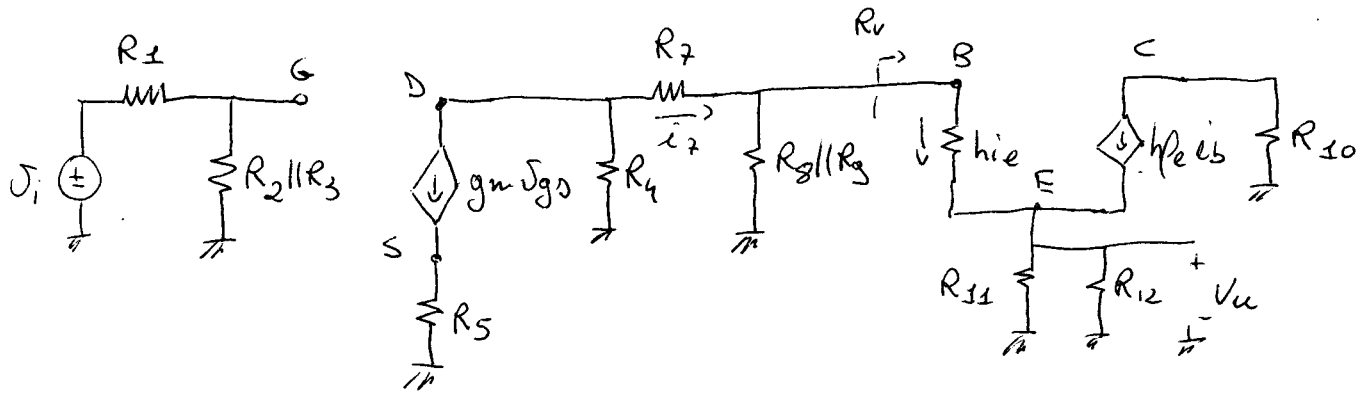 R1
G
vi
R2||R3
D
gm vgs
S
R5
R4
R7
i7
R8||R9
Rv
B
hie
E
C
hfe ib
R10
R11
R12
+
Vu
-